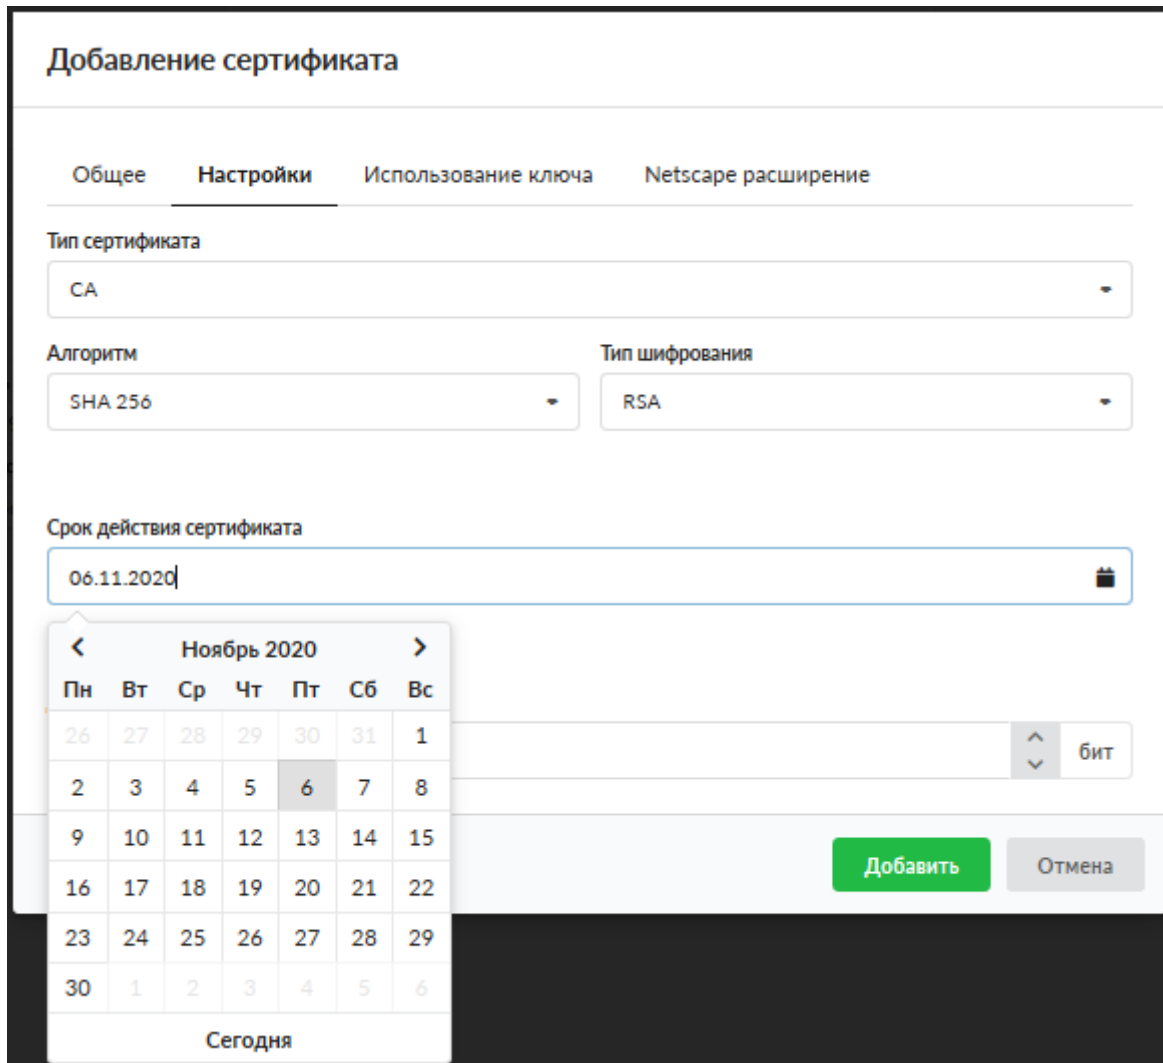 Добавление сертификата
Общее Настройки Использование ключа Netscape расширение
Тип сертификата
CA
Алгоритм Тип шифрования
SHA 256 RSA
Срок действия сертификата
06.11.2020
Ноябрь 2020
Пн Вт Ср Чт Пт Сб Вс
26 27 28 29 30 31 1
бит
2 3 4 5 6 7 8
9 10 11 12 13 14 15
Добавить Отмена
16 17 18 19 20 21 22
23 24 25 26 27 28 29
30 1 2 3 4 5 6
Сегодня